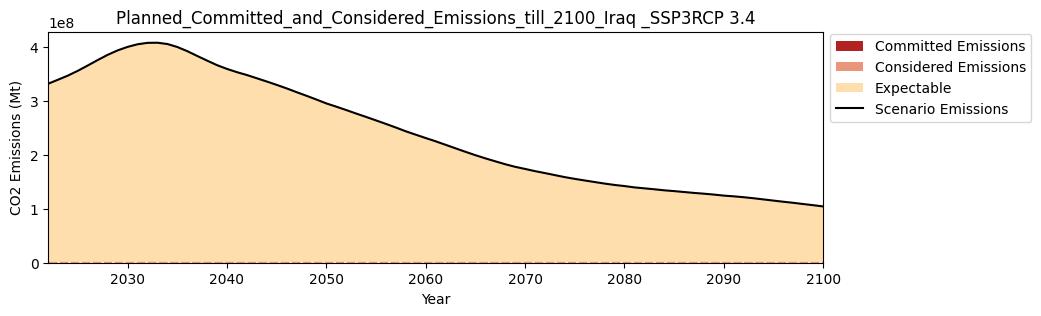 Planned_Committed_and_Considered_Emissions_till_2100_Iraq _SSP3RCP 3.4
1e8
4
3
2
1
0
CO2 Emissions (Mt)
2030 2040 2050 2060 2070 2080 2090 2100
Year
Committed Emissions
Considered Emissions
Expectable
Scenario Emissions